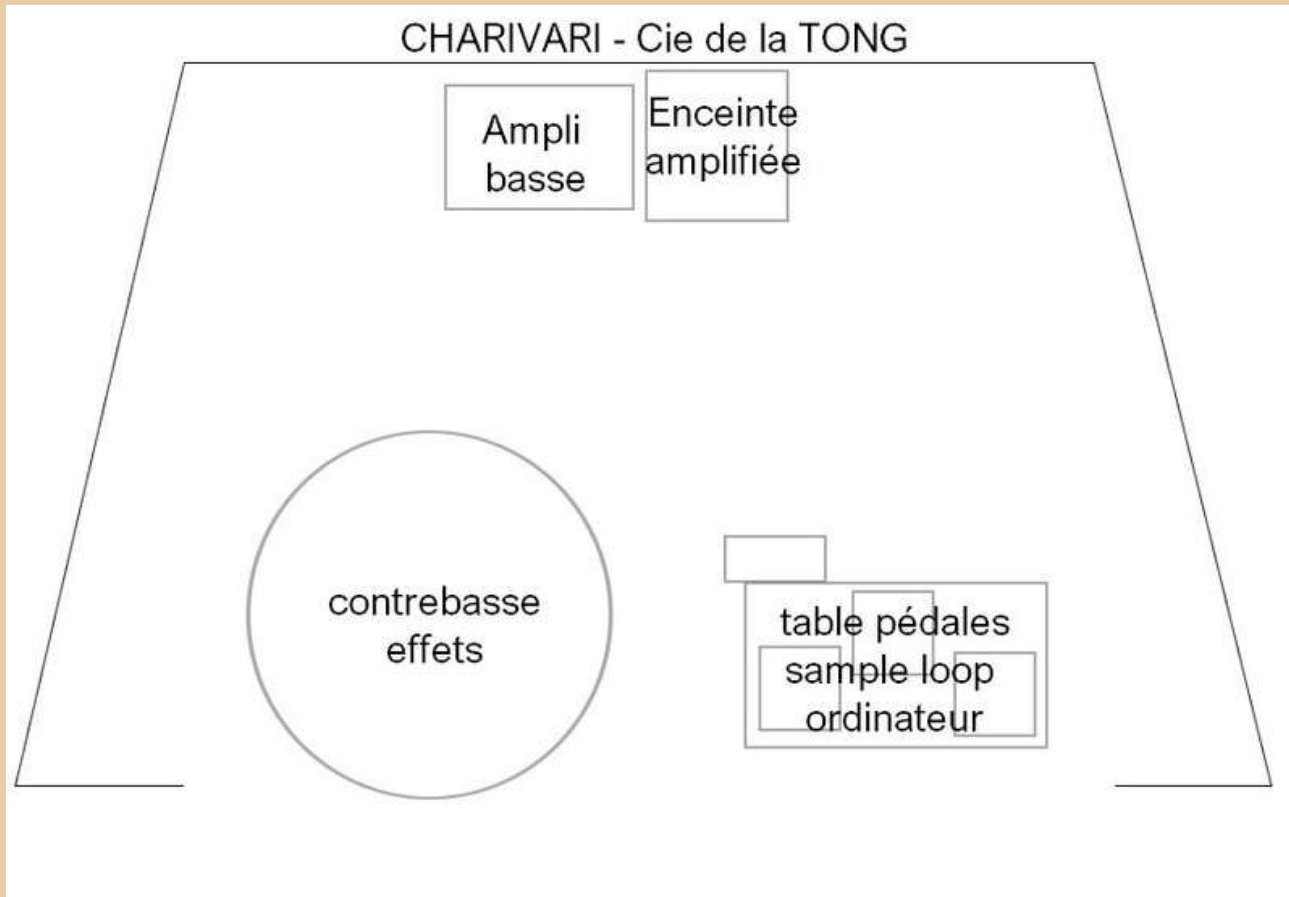 CHARIVARI - Cie de la TONG
Ampli
basse
Enceinte
amplifiée
contrebasse
effets
table pédales
sample loop
ordinateur